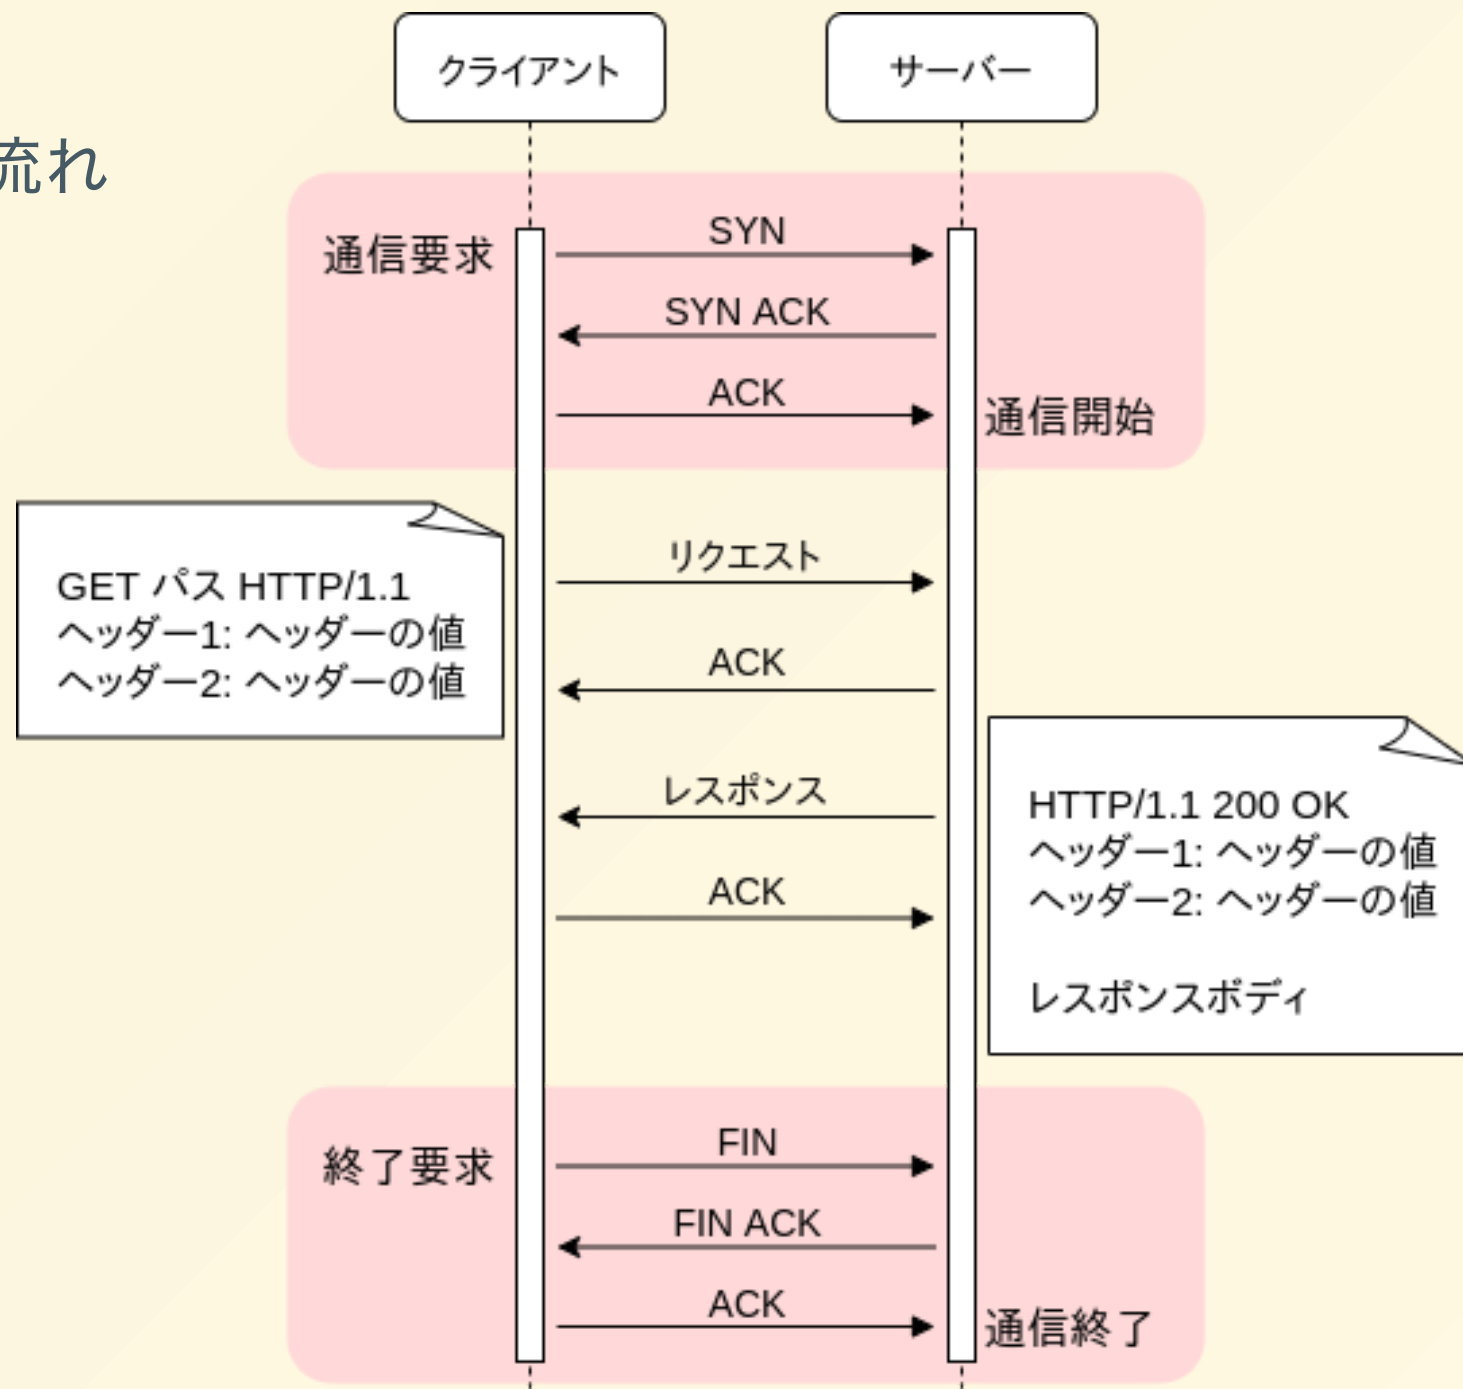 クライアント
サーバー
流れ
通信要求
SYN
SYN ACK
ACK
通信開始
GET パス HTTP/1.1
ヘッダー1: ヘッダーの値
ヘッダー2: ヘッダーの値
リクエスト
ACK
レスポンス
ACK
HTTP/1.1 200 OK
ヘッダー1: ヘッダーの値
ヘッダー2: ヘッダーの値
レスポンスボディ
終了要求
FIN
FIN ACK
ACK
通信終了